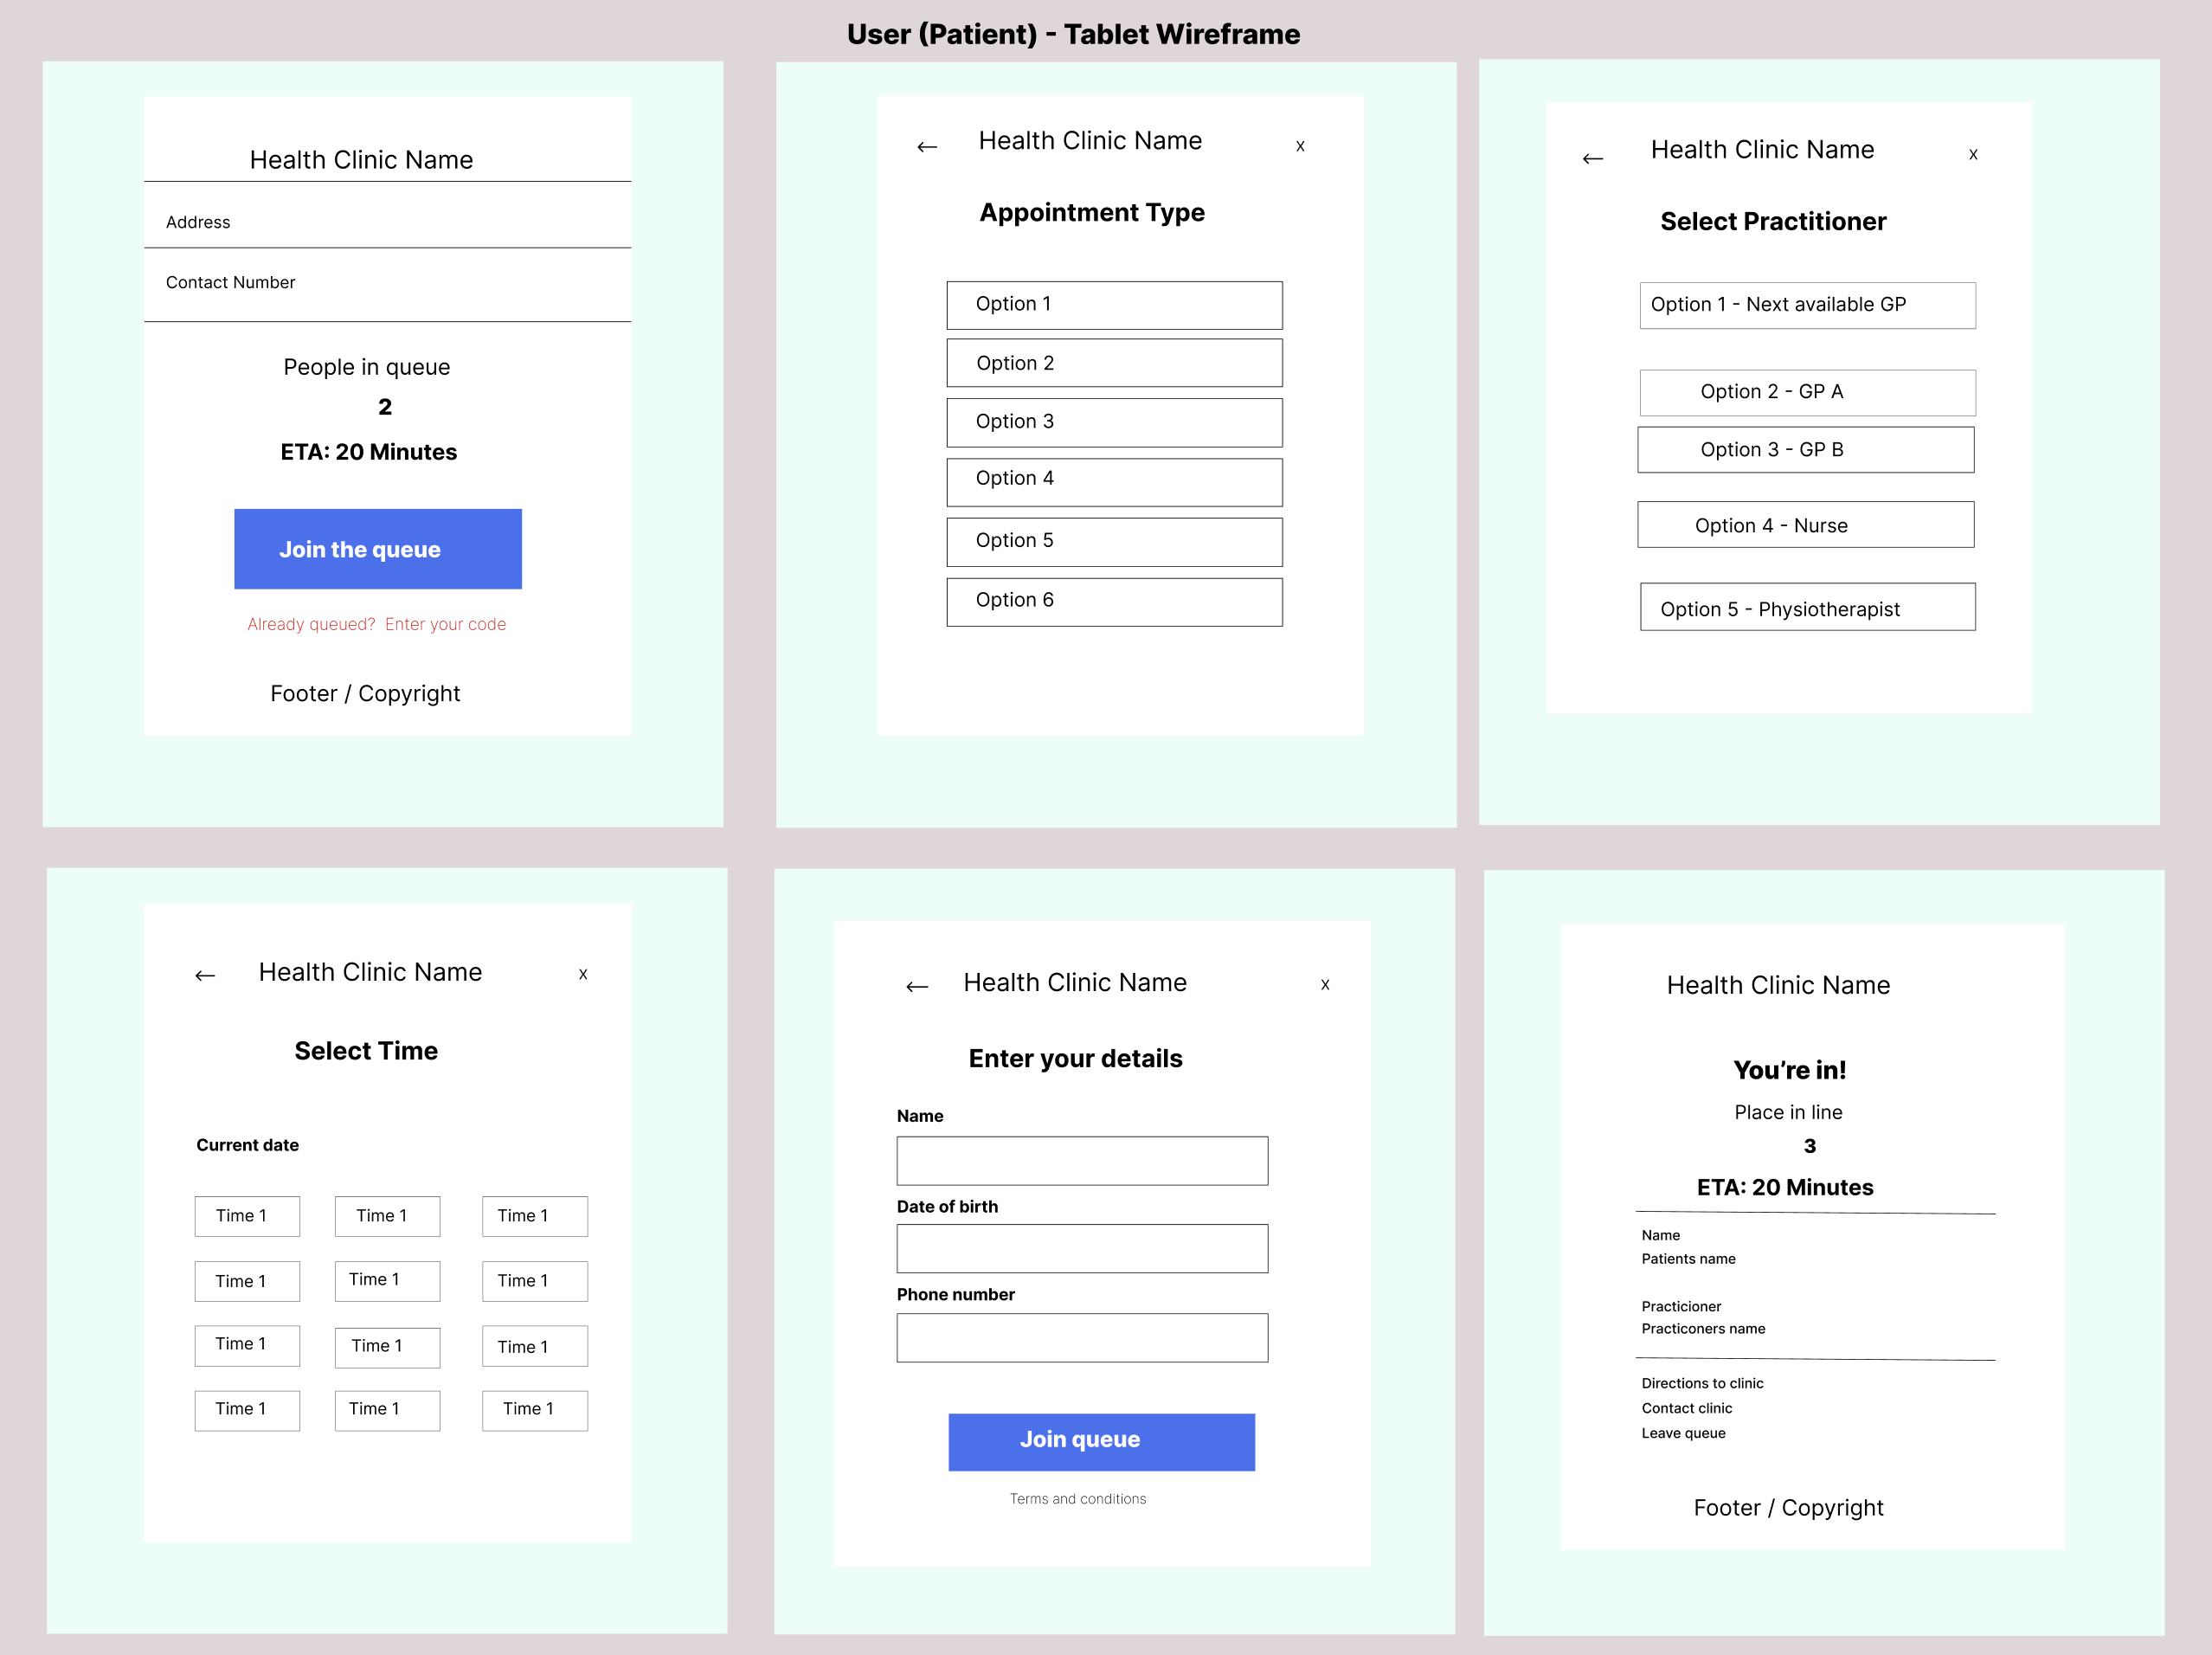 User (Patient) - Tablet Wireframe
Health Clinic Name
Address
Contact Number
People in queue
2
ETA: 20 Minutes
Join the queue
Already queued?  Enter your code
Footer / Copyright
← Health Clinic Name x
Appointment Type
Option 1
Option 2
Option 3
Option 4
Option 5
Option 6
← Health Clinic Name x
Select Practitioner
Option 1 - Next available GP
Option 2 - GP A
Option 3 - GP B
Option 4 - Nurse
Option 5 - Physiotherapist
← Health Clinic Name x
Select Time
Current date
Time 1 Time 1 Time 1
Time 1 Time 1 Time 1
Time 1 Time 1 Time 1
Time 1 Time 1 Time 1
← Health Clinic Name x
Enter your details
Name
Date of birth
Phone number
Join queue
Terms and conditions
Health Clinic Name
You’re in!
Place in line
3
ETA: 20 Minutes
Name
Patients name
Practicioner
Practiconers name
Directions to clinic
Contact clinic
Leave queue
Footer / Copyright